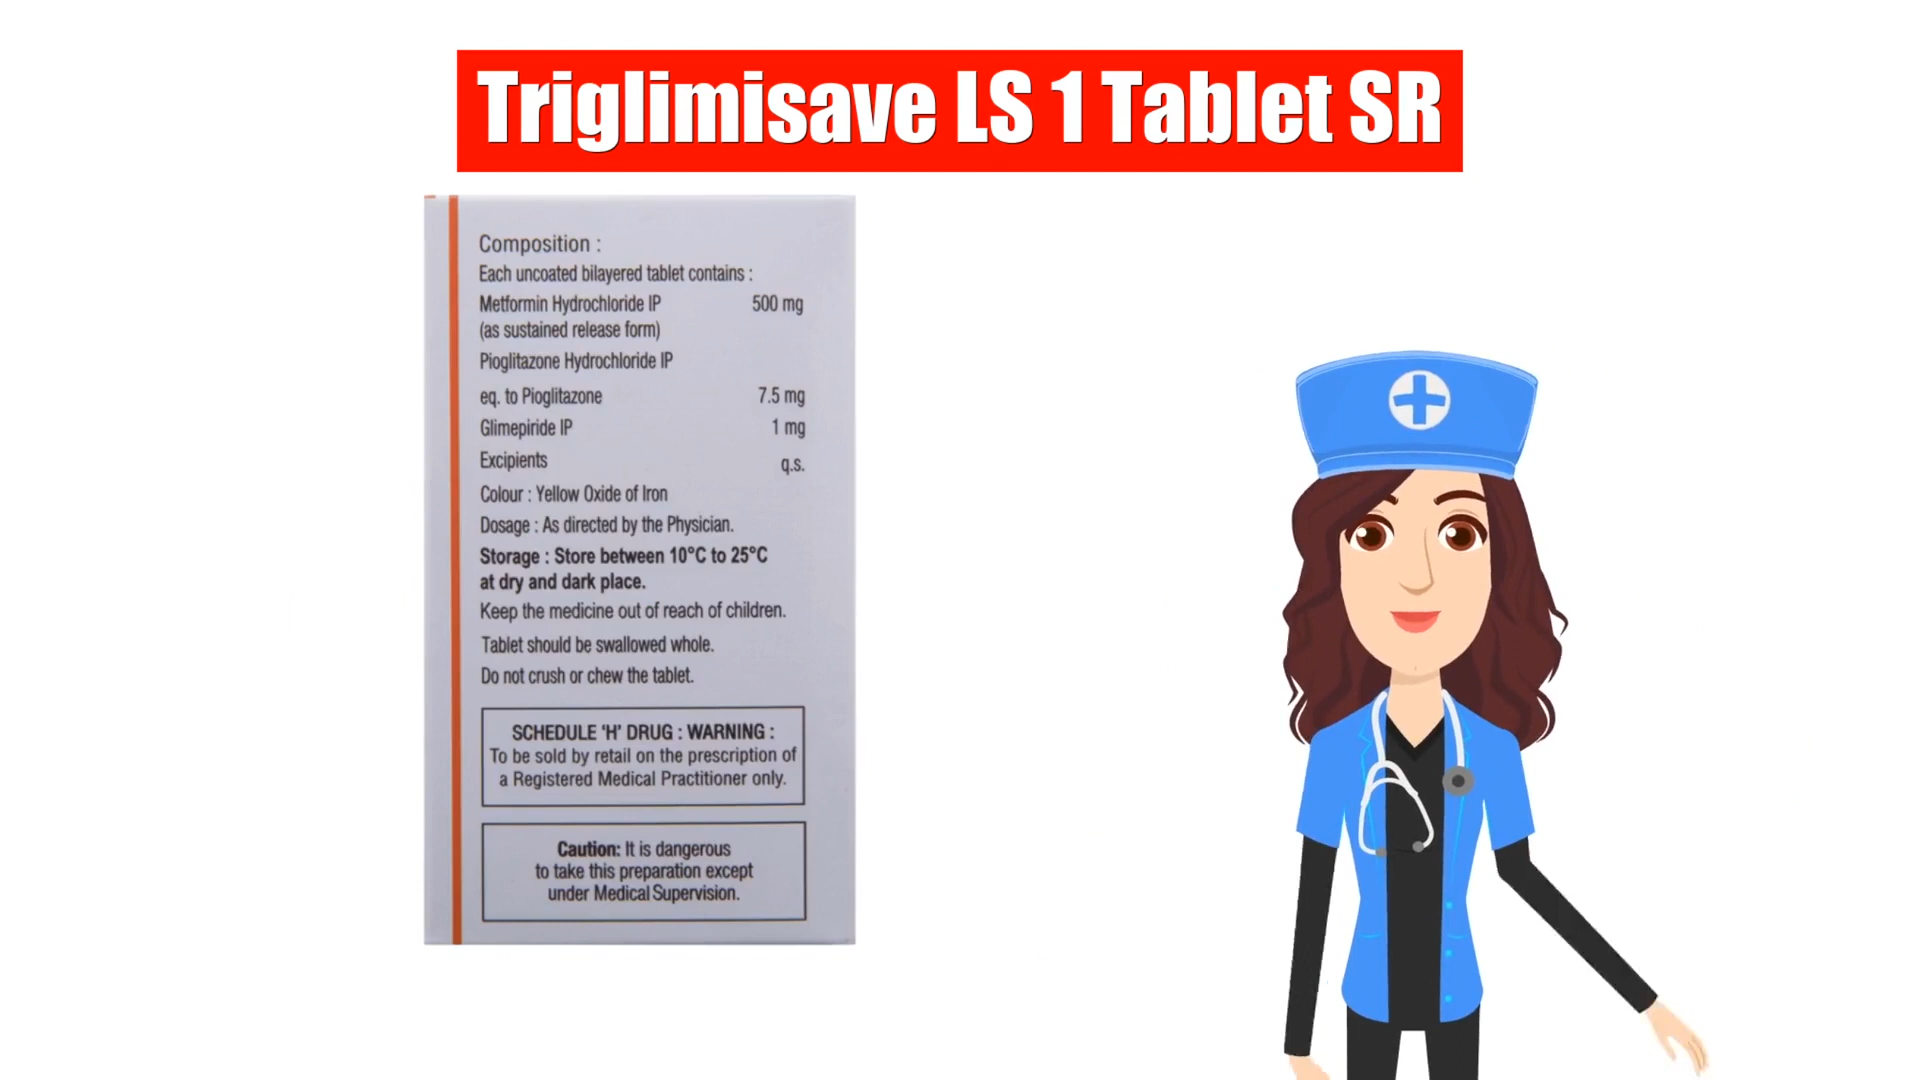 Triglimisave LS 1 Tablet SR
Composition :
Each uncoated bilayered tablet contains :
Metformin Hydrochloride IP 500 mg
(as sustained release form)
Pioglitazone Hydrochloride IP
eq. to Pioglitazone 7.5 mg
Glimepiride IP 1 mg
Excipients q.s.
Colour : Yellow Oxide of Iron
Dosage : As directed by the Physician.
Storage : Store between 10°C to 25°C
at dry and dark place.
Keep the medicine out of reach of children.
Tablet should be swallowed whole.
Do not crush or chew the tablet.
SCHEDULE 'H' DRUG : WARNING :
To be sold by retail on the prescription of
a Registered Medical Practitioner only.
Caution: It is dangerous
to take this preparation except
under Medical Supervision.